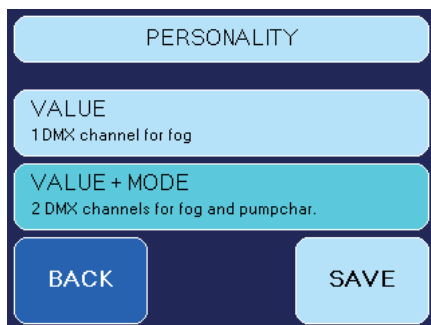 PERSONALITY
VALUE
1 DMX channel for fog
VALUE + MODE
2 DMX channels for fog and pumpchar.
BACK
SAVE